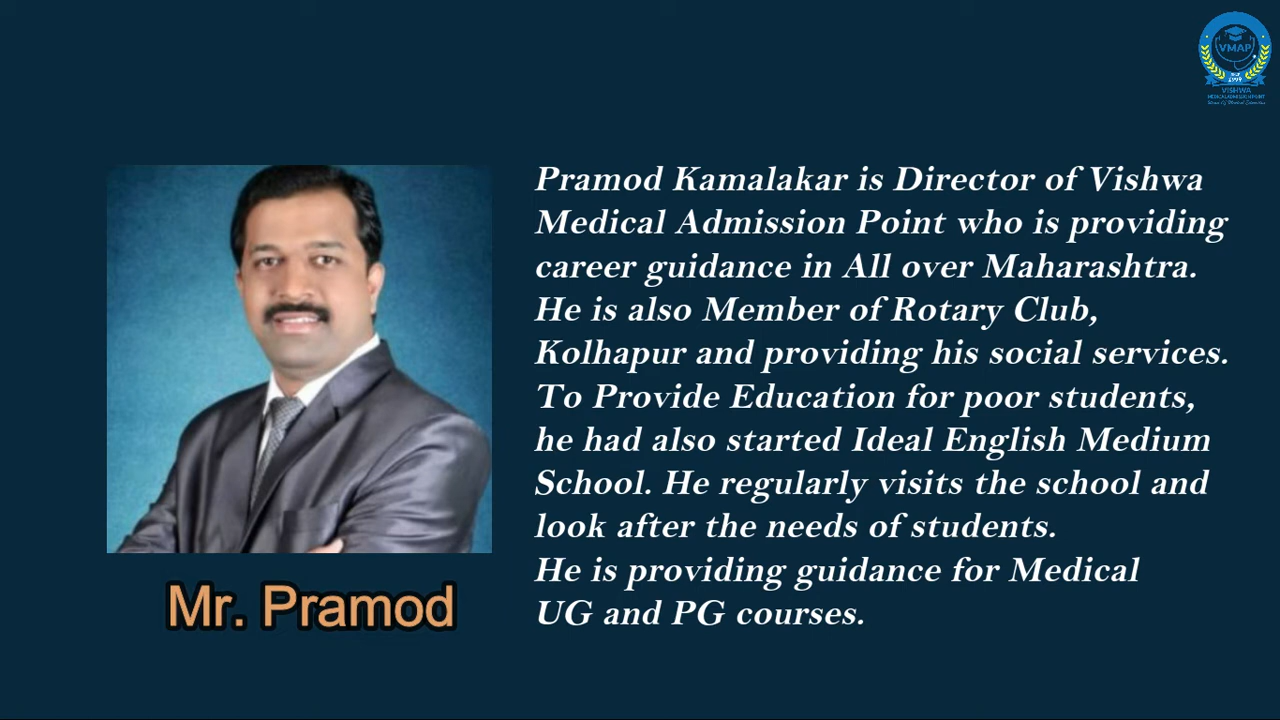 VMAP
VISHWA
Pramod Kamalakar is Director of Vishwa
Medical Admission Point who is providing
career guidance in All over Maharashtra.
He is also Member of Rotary Club,
Kolhapur and providing his social services.
To Provide Education for poor students,
he had also started Ideal English Medium
School. He regularly visits the school and
look after the needs of students.
He is providing guidance for Medical
UG and PG courses.
Mr. Pramod